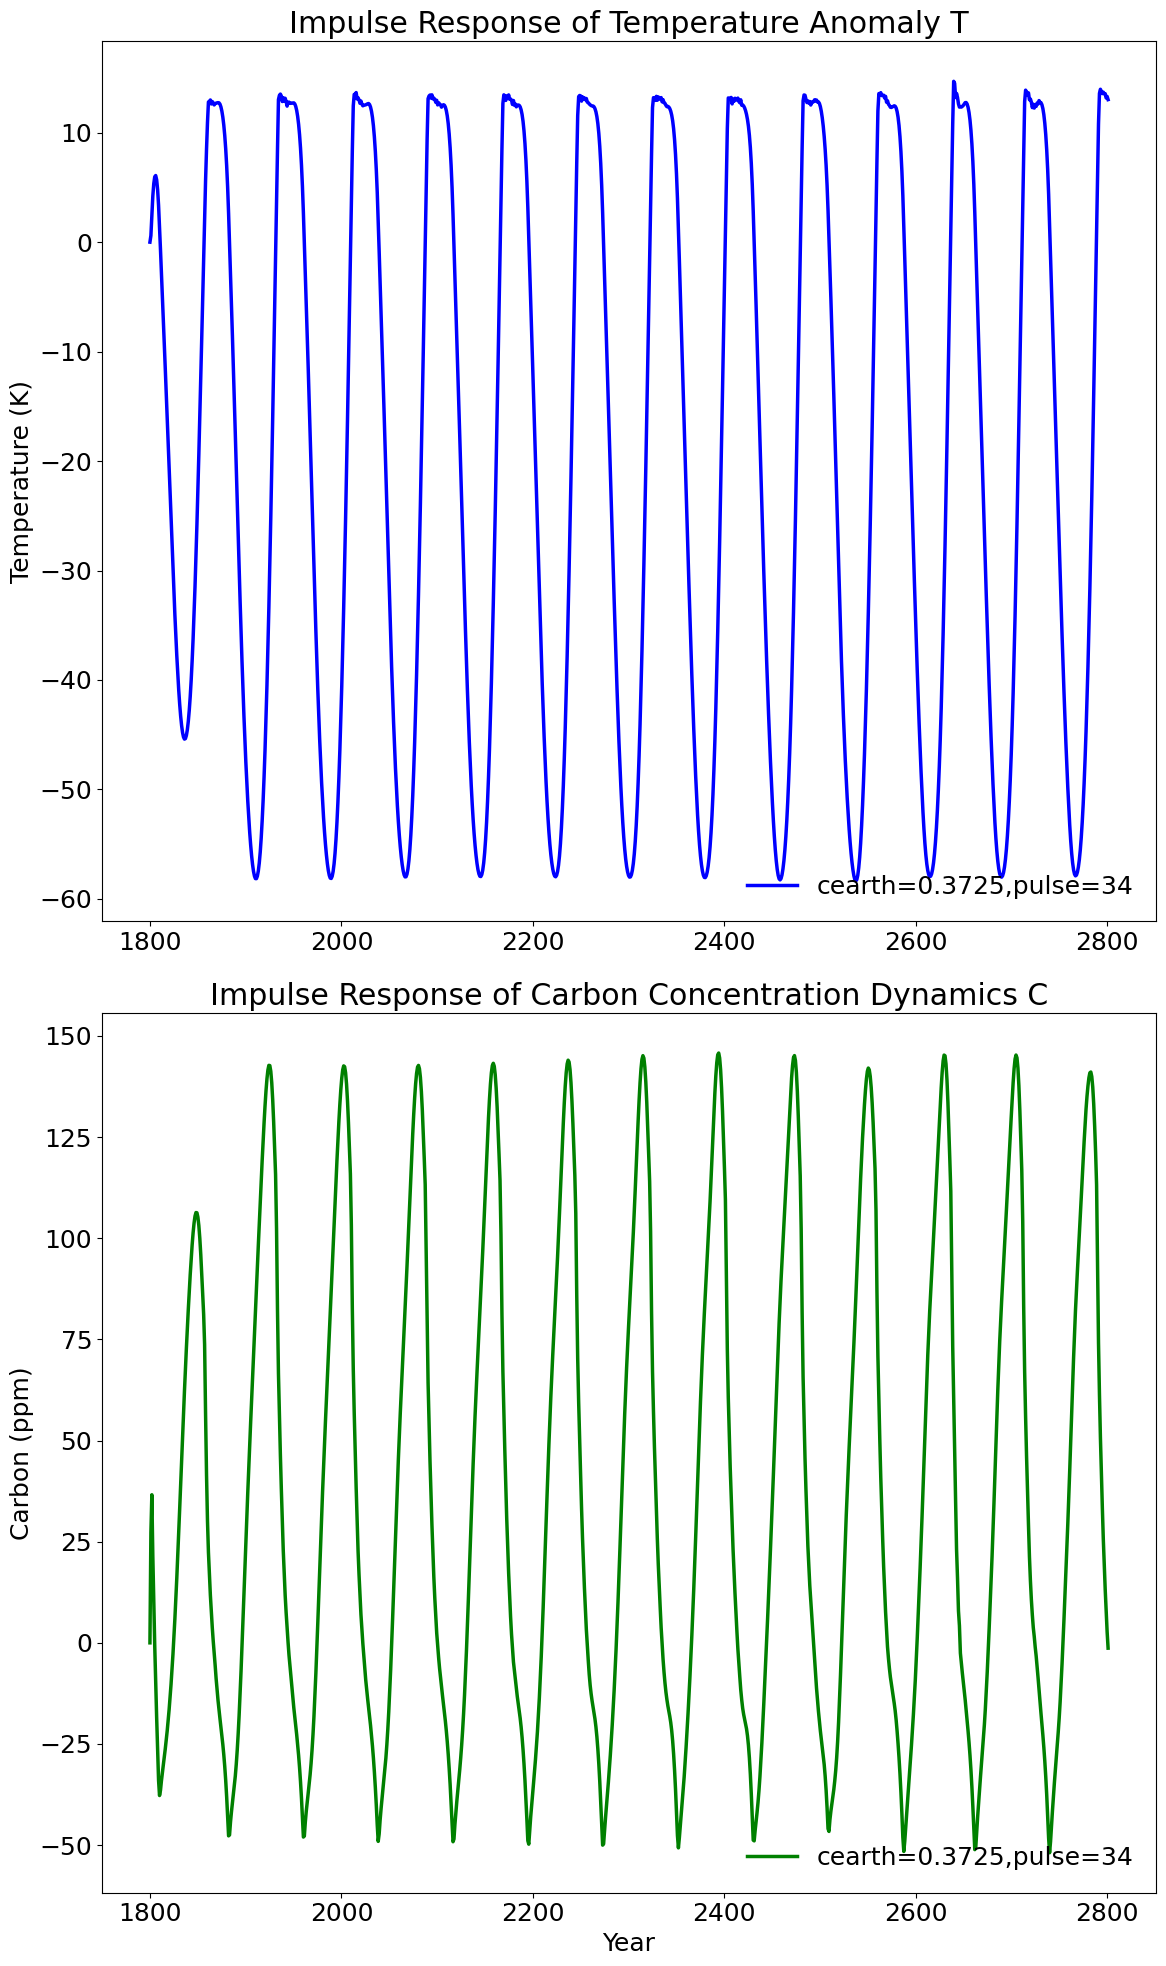 Impulse Response of Temperature Anomaly T
10
0
−10
−20
−30
−40
−50
−60
Temperature (K)
cearth=0.3725,pulse=34
1800 2000 2200 2400 2600 2800
Impulse Response of Carbon Concentration Dynamics C
150
125
100
75
50
25
0
−25
−50
Carbon (ppm)
cearth=0.3725,pulse=34
1800 2000 2200 2400 2600 2800
Year